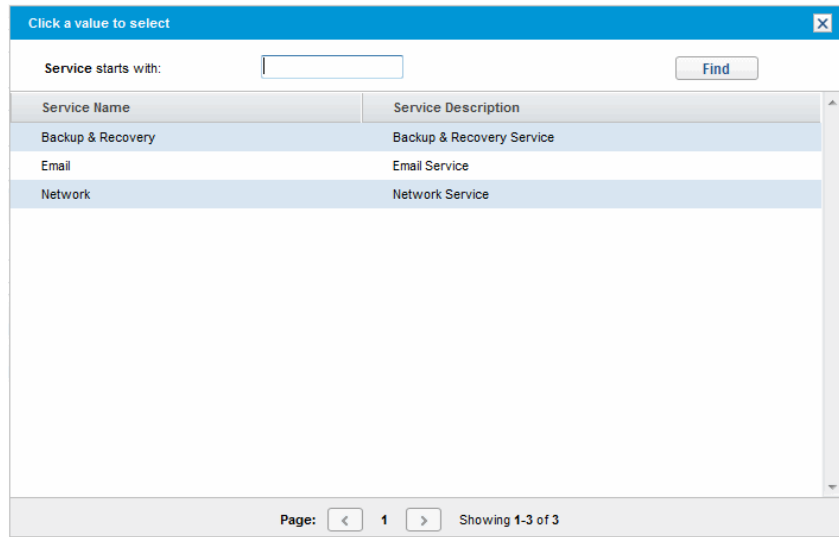 Click a value to select
Service starts with: Find
Service Name Service Description
Backup & Recovery Backup & Recovery Service
Email Email Service
Network Network Service
Page: < 1 > Showing 1-3 of 3